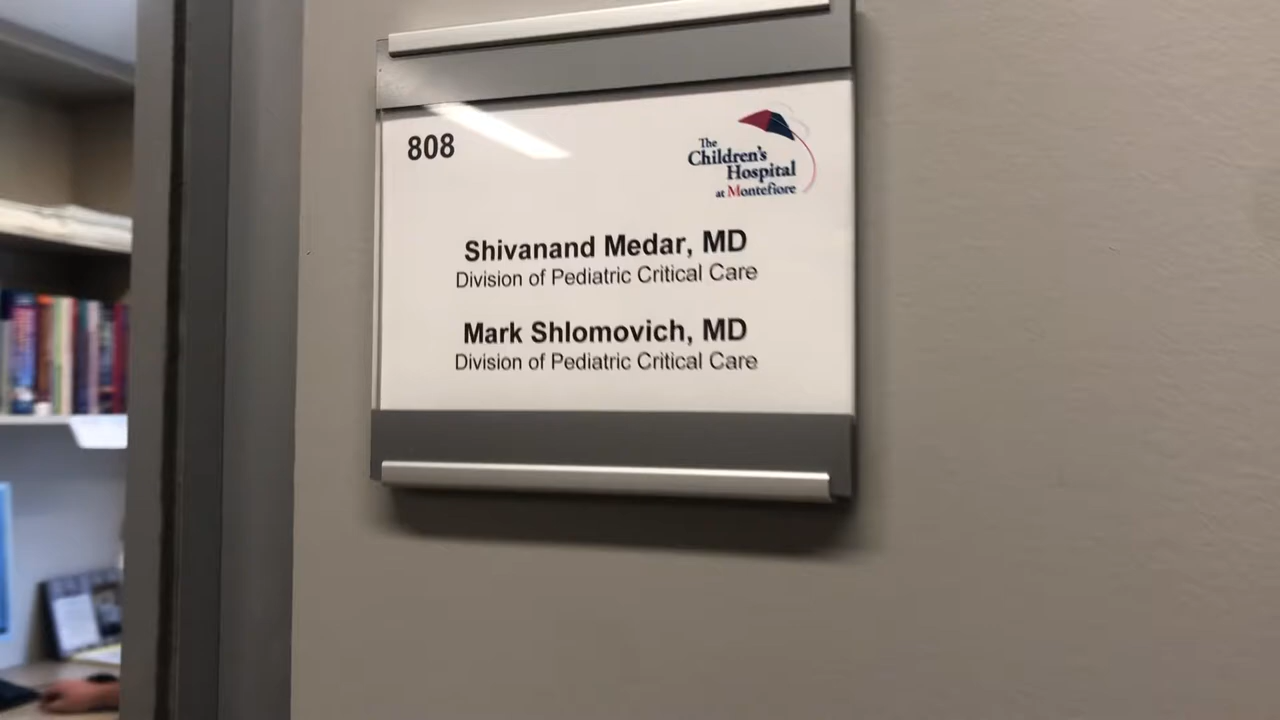 808
The
Children's
Hospital
at Montefiore
Shivanand Medar, MD
Division of Pediatric Critical Care
Mark Shlomovich, MD
Division of Pediatric Critical Care